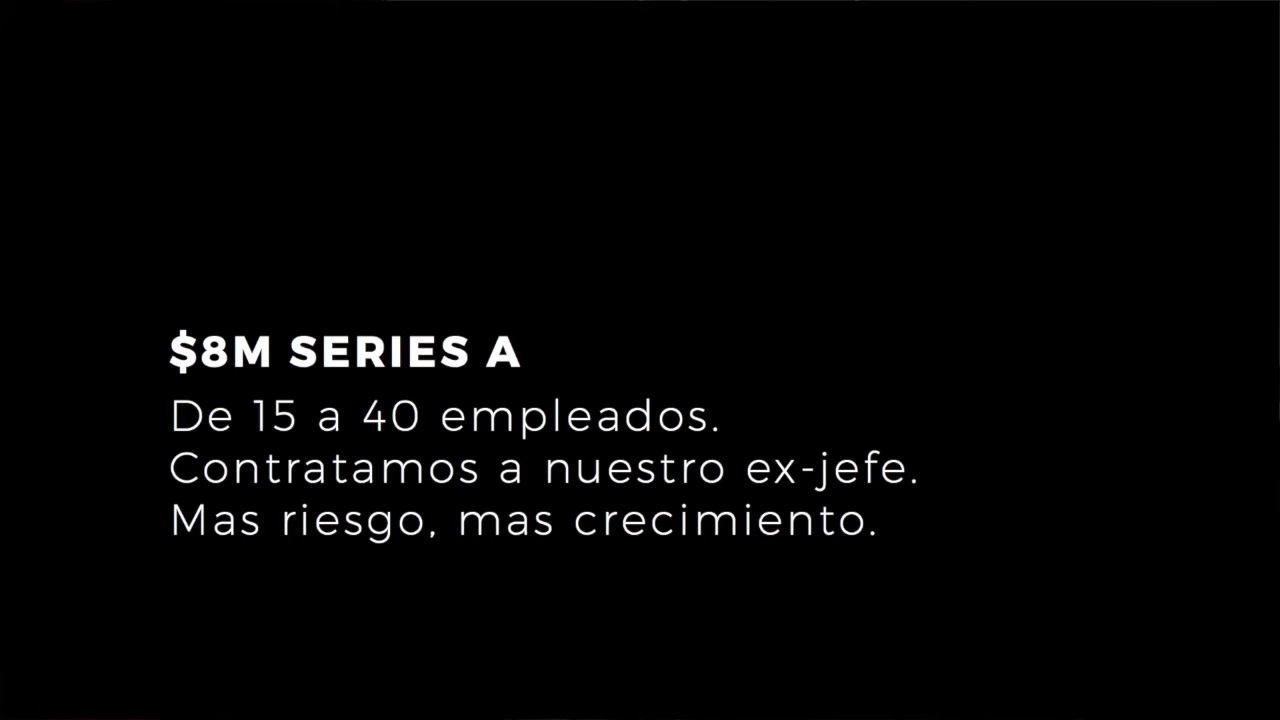 $8M SERIES A
De 15 a 40 empleados.
Contratamos a nuestro ex-jefe.
Mas riesgo, mas crecimiento.